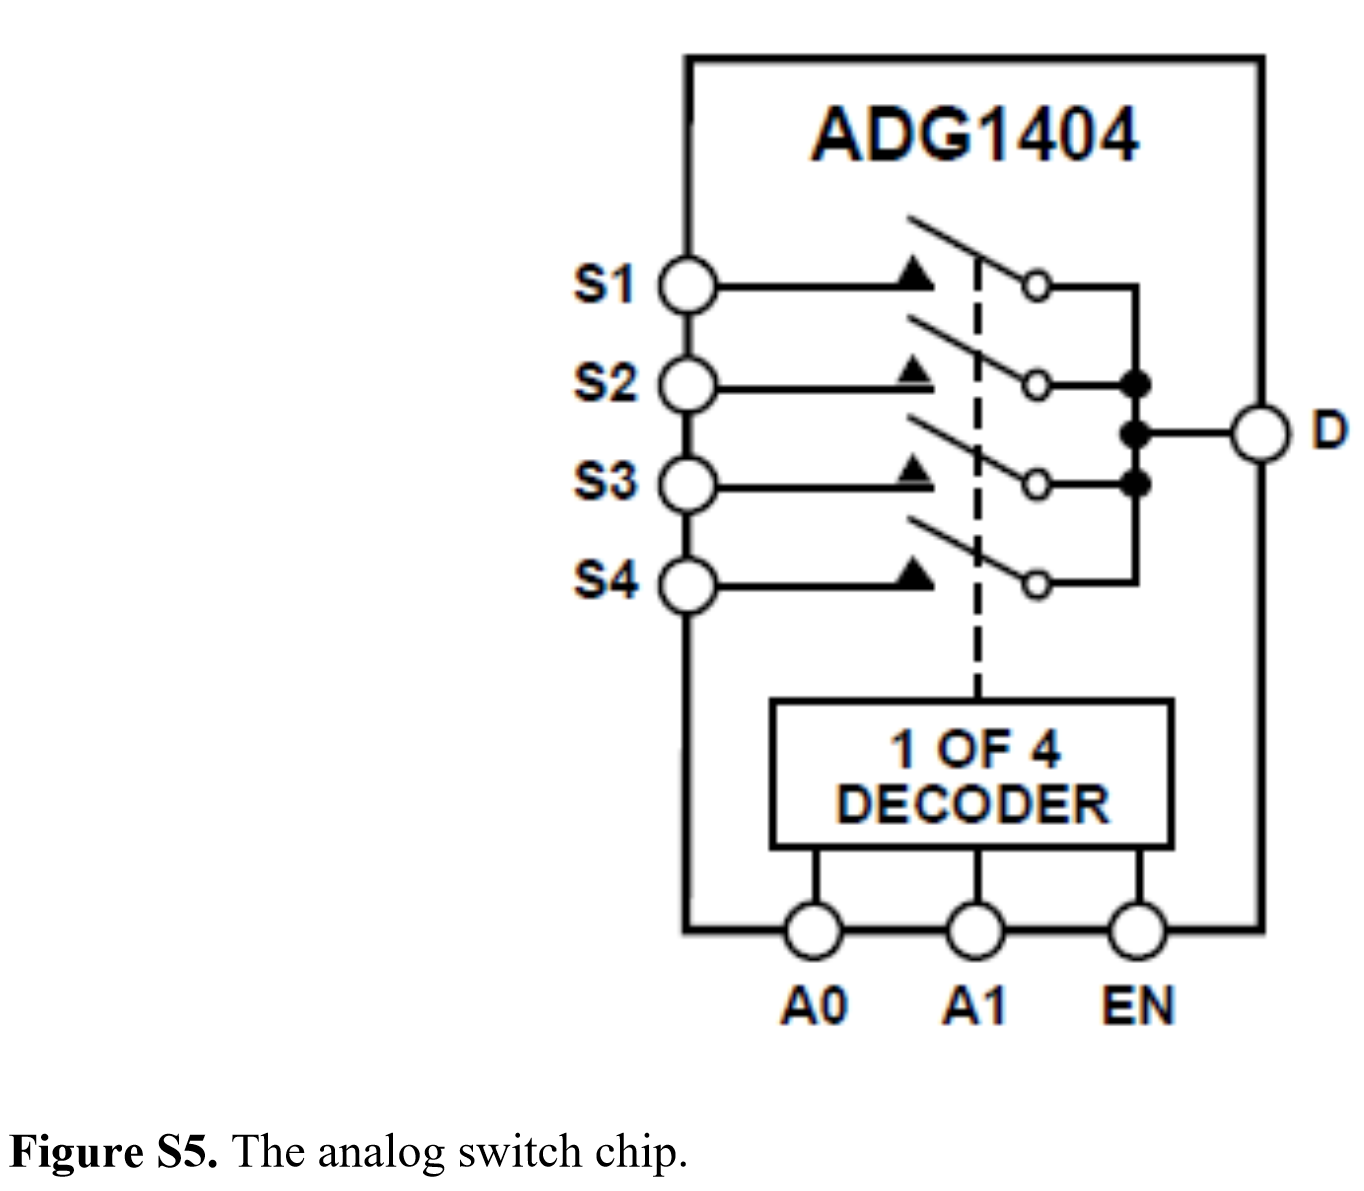 ADG1404
S1
S2
S3
S4
D
1 OF 4
DECODER
A0
A1
EN
Figure S5. The analog switch chip.